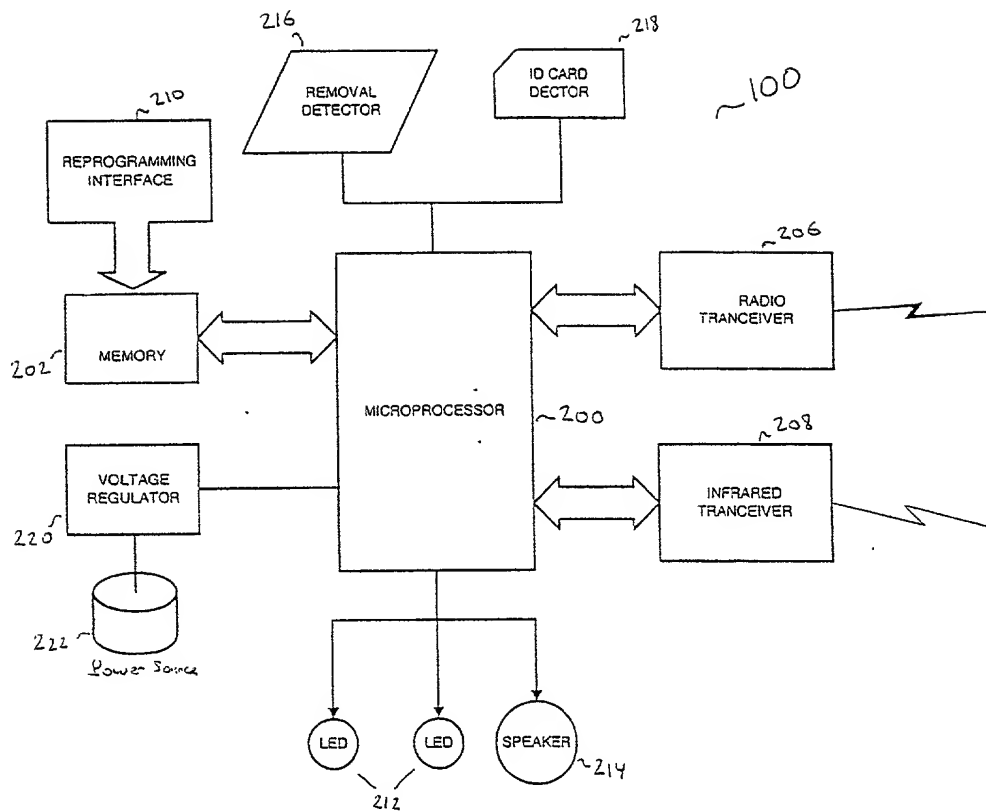 216
218
REMOVAL
DETECTOR
ID CARD
DECTOR
100
210
REPROGRAMMING
INTERFACE
206
RADIO
TRANCEIVER
MEMORY
202
MICROPROCESSOR
200
208
VOLTAGE
REGULATOR
INFRARED
TRANCEIVER
220
222
Power Source
LED
LED
SPEAKER
214
212